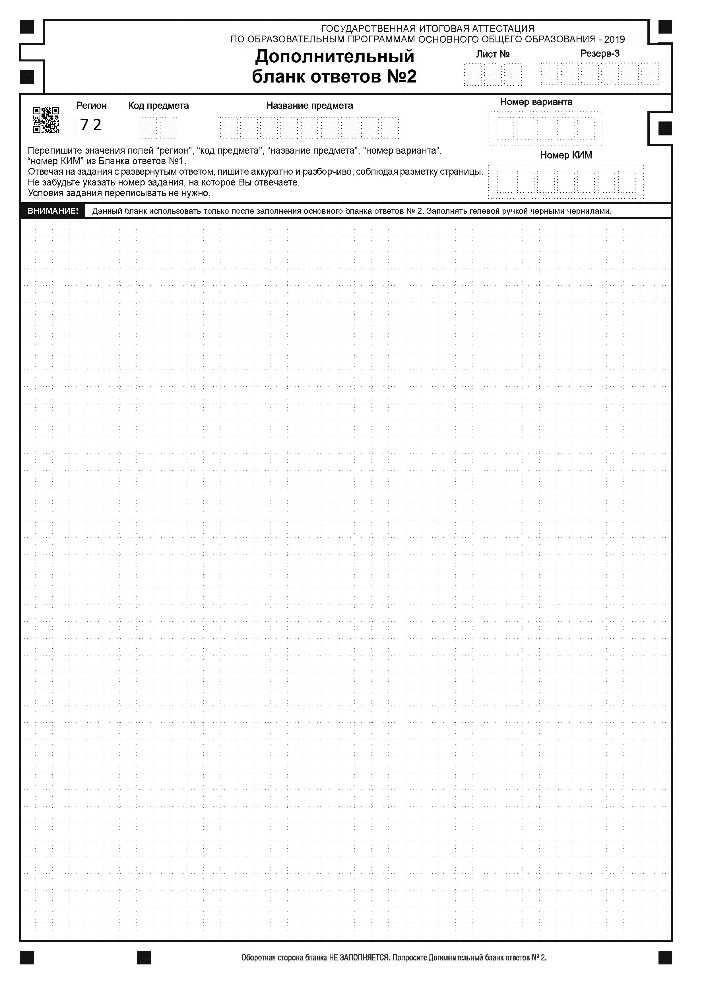 ГОСУДАРСТВЕННАЯ ИТОГОВАЯ АТТЕСТАЦИЯ
ПО ОБРАЗОВАТЕЛЬНЫМ ПРОГРАММАМ ОСНОВНОГО ОБЩЕГО ОБРАЗОВАНИЯ - 2019
Дополнительный
бланк ответов №2
Лист №
Резерв-3
Регион
Код предмета
Название предмета
Номер варианта
7 2
Перепишите значения полей "регион", "код предмета", "название предмета", "номер варианта",
"номер КИМ" из Бланка ответов №1.
Отвечая на задания с развернутым ответом, пишите аккуратно и разборчиво, соблюдая разметку страницы.
Не забудьте указать номер задания, на которое Вы отвечаете.
Условия задания переписывать не нужно.
Номер КИМ
ВНИМАНИЕ!
Данный бланк использовать только после заполнения основного бланка ответов № 2. Заполнять гелевой ручкой черными чернилами.
Оборотная сторона бланка НЕ ЗАПОЛНЯЕТСЯ. Попросите Дополнительный бланк ответов № 2.